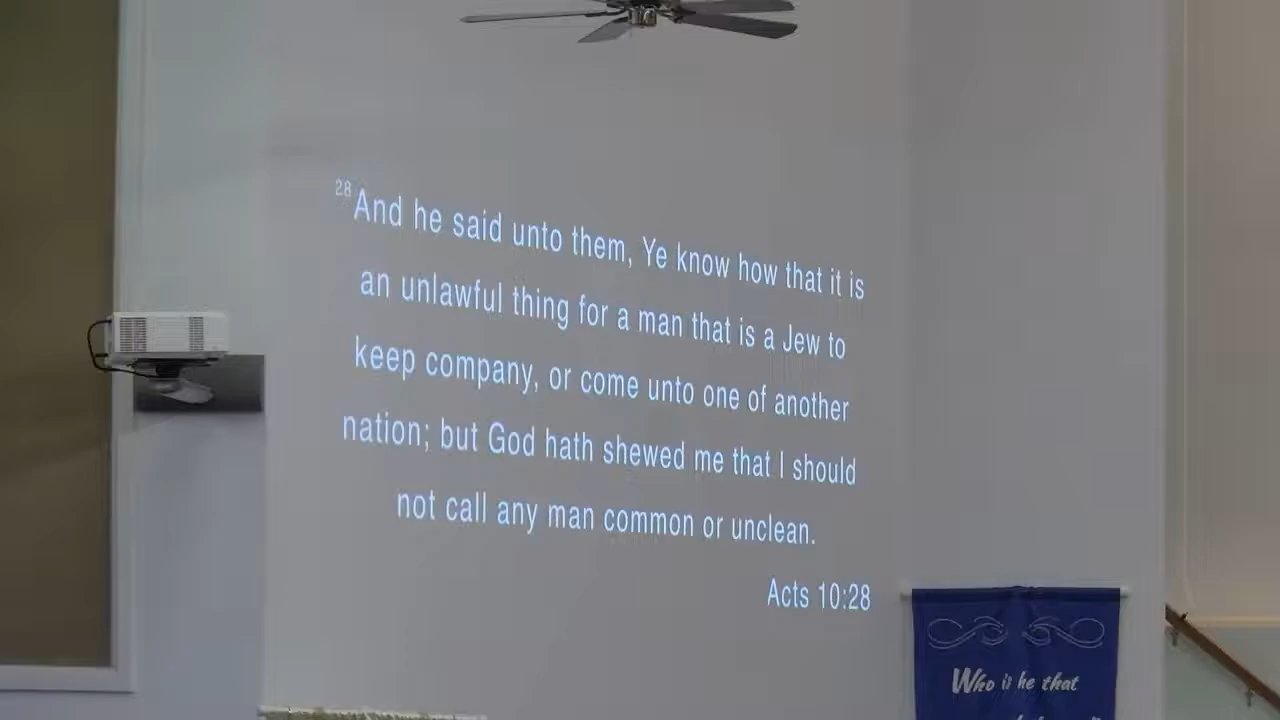 28 And he said unto them, Ye know how that it is
an unlawful thing for a man that is a Jew to
keep company, or come unto one of another
nation; but God hath shewed me that I should
not call any man common or unclean.
Acts 10:28
Who is he that